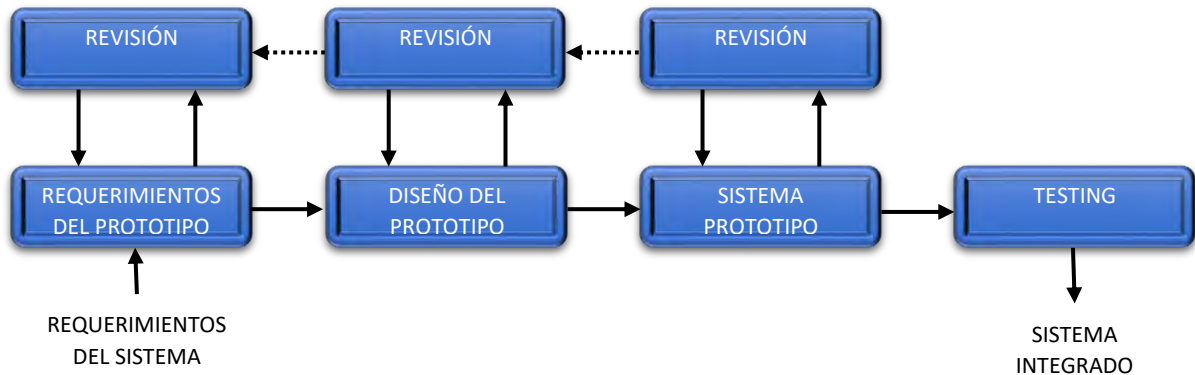 REVISIÓN
REVISIÓN
REVISIÓN
REQUERIMIENTOS
DEL PROTOTIPO
DISEÑO DEL
PROTOTIPO
SISTEMA
PROTOTIPO
TESTING
REQUERIMIENTOS
DEL SISTEMA
SISTEMA
INTEGRADO